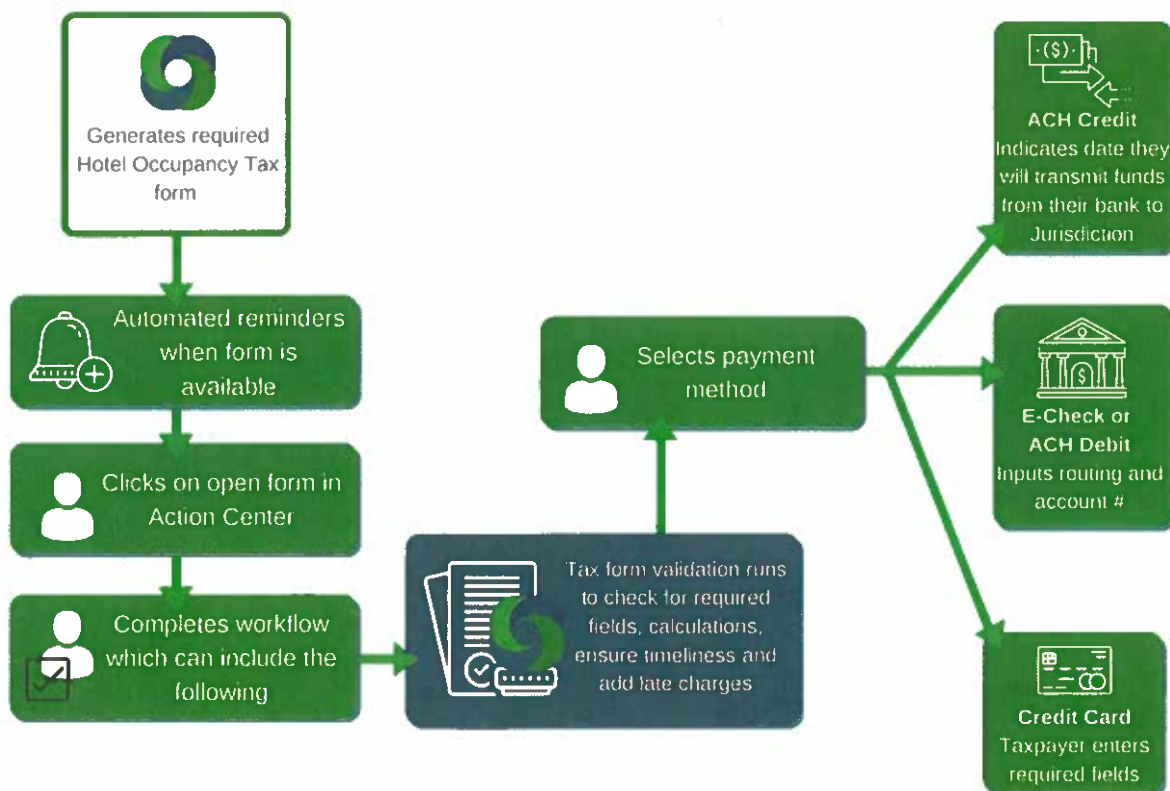 Generates required
Hotel Occupancy Tax
form
Automated reminders
when form is
available
Clicks on open form in
Action Center
Completes workflow
which can include the
following
Tax form validation runs
to check for required
fields, calculations,
ensure timeliness and
add late charges
Selects payment
method
ACH Credit
Indicates date they
will transmit funds
from their bank to
Jurisdiction
E-Check or
ACH Debit
Inputs routing and
account #
Credit Card
Taxpayer enters
required fields